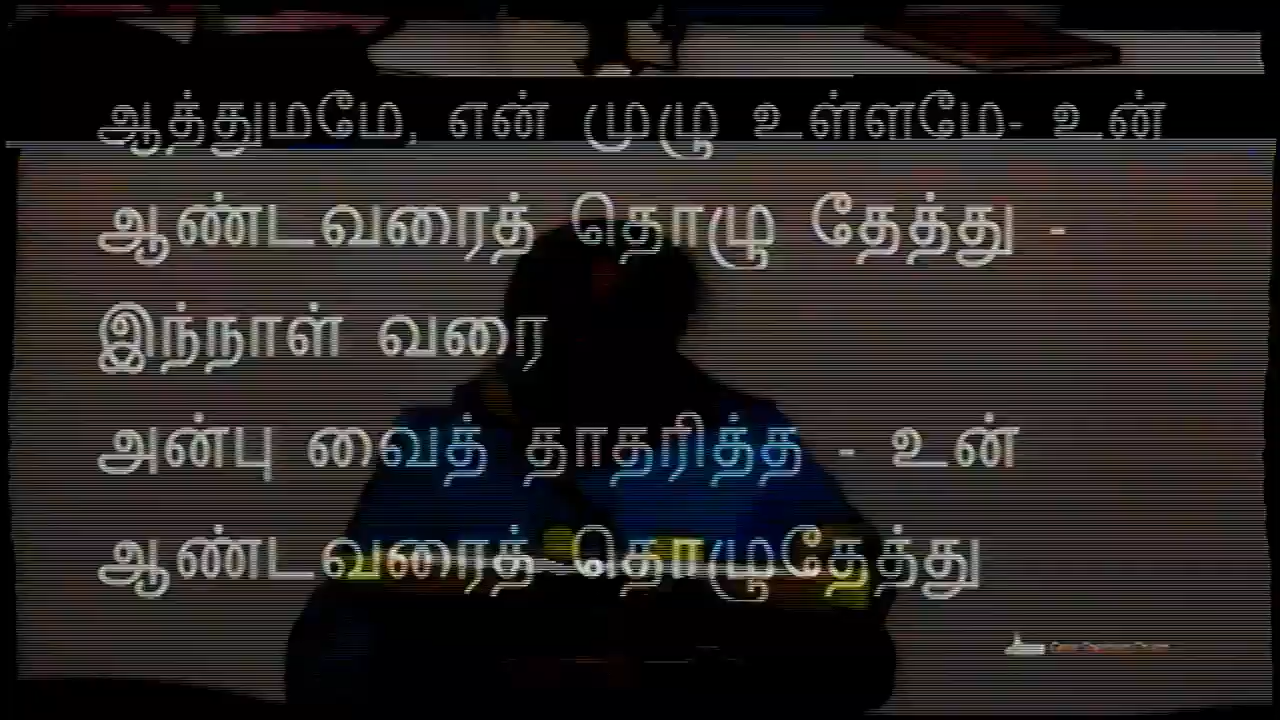 ஆத்துமமே, என் முழு உள்ளமே- உன்
ஆண்டவரைத் தொழு தேத்து -
இந்நாள் வரை
அன்பு வைத் தாதரித்த - உன்
ஆண்டவரைத் தொழுதேத்து